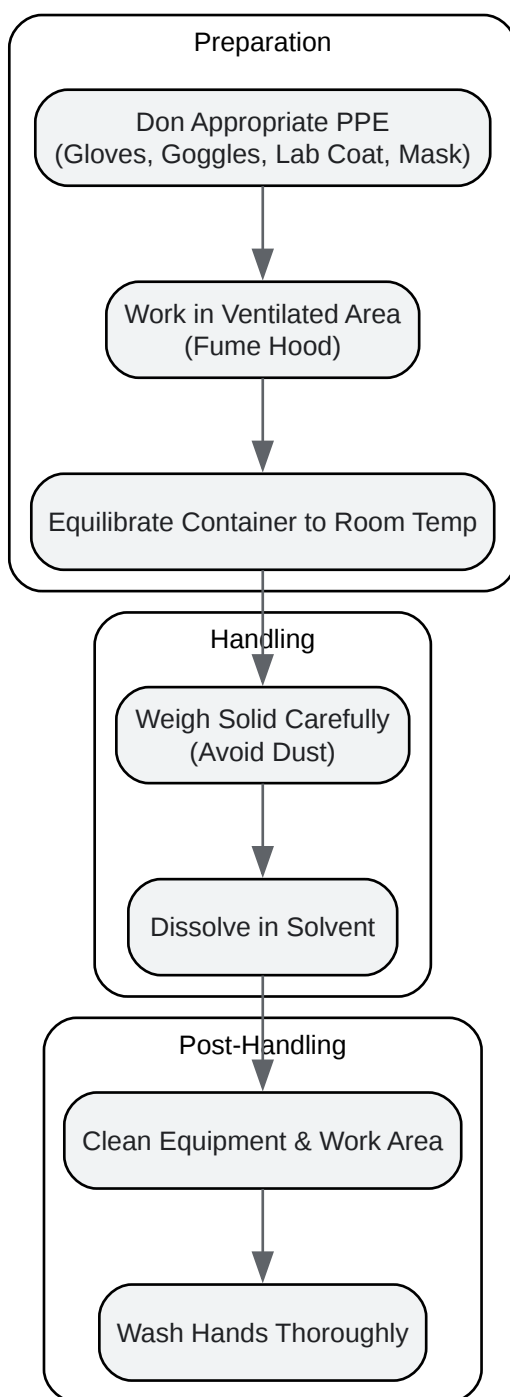 Preparation
Don Appropriate PPE
(Gloves, Goggles, Lab Coat, Mask)
Work in Ventilated Area
(Fume Hood)
Equilibrate Container to Room Temp
Handling
Weigh Solid Carefully
(Avoid Dust)
Dissolve in Solvent
Post-Handling
Clean Equipment & Work Area
Wash Hands Thoroughly